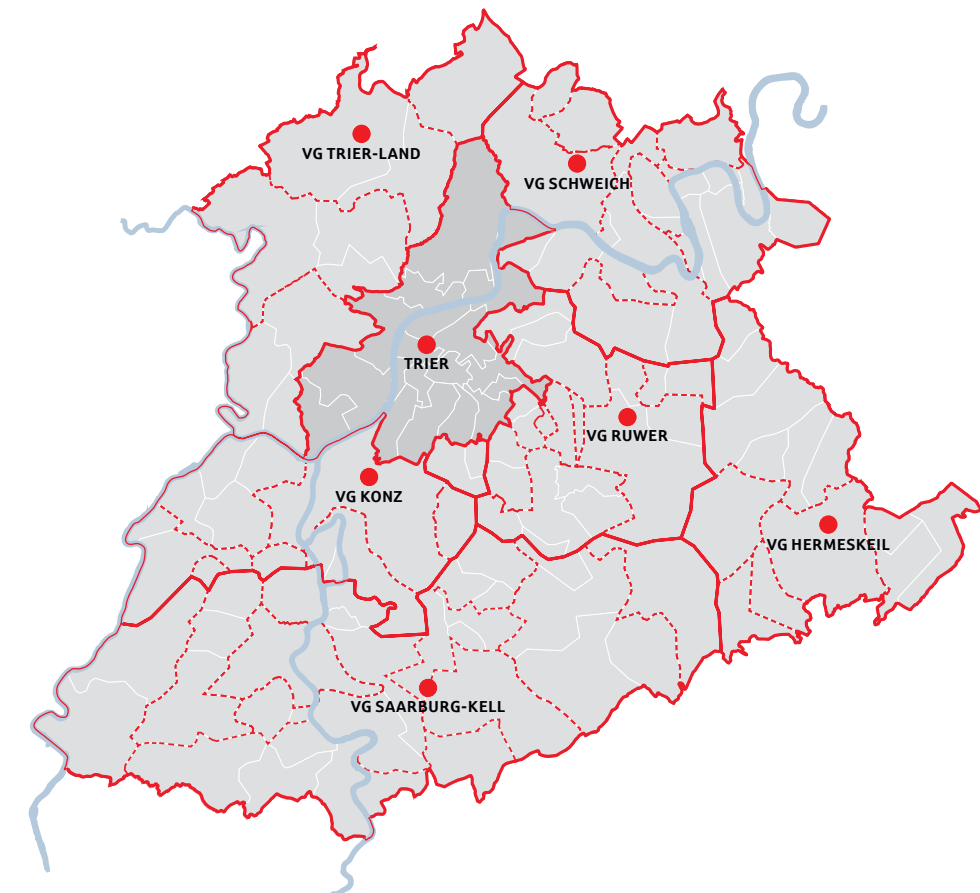 VG TRIER-LAND
VG SCHWEICH
TRIER
VG RUWER
VG KONZ
VG HERMESKEIL
VG SAARBURG-KELL